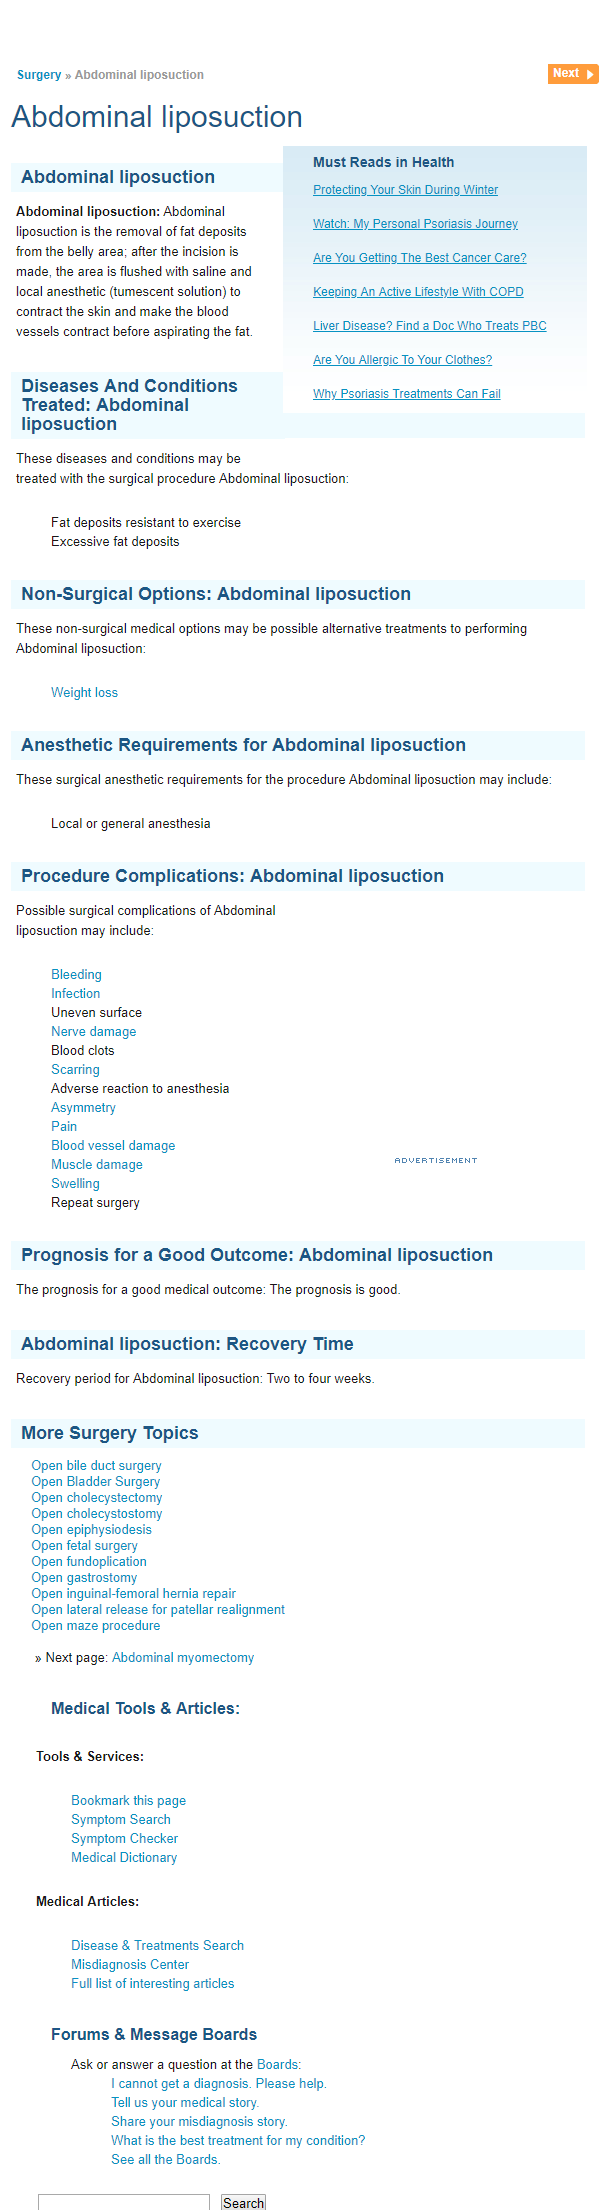 Surgery » Abdominal liposuction
Next
Abdominal liposuction
Must Reads in Health
Protecting Your Skin During Winter
Watch: My Personal Psoriasis Journey
Are You Getting The Best Cancer Care?
Keeping An Active Lifestyle With COPD
Liver Disease? Find a Doc Who Treats PBC
Are You Allergic To Your Clothes?
Why Psoriasis Treatments Can Fail
Abdominal liposuction
Abdominal liposuction: Abdominal
liposuction is the removal of fat deposits
from the belly area; after the incision is
made, the area is flushed with saline and
local anesthetic (tumescent solution) to
contract the skin and make the blood
vessels contract before aspirating the fat.
Diseases And Conditions
Treated: Abdominal
liposuction
These diseases and conditions may be
treated with the surgical procedure Abdominal liposuction:
Fat deposits resistant to exercise
Excessive fat deposits
Non-Surgical Options: Abdominal liposuction
These non-surgical medical options may be possible alternative treatments to performing
Abdominal liposuction:
Weight loss
Anesthetic Requirements for Abdominal liposuction
These surgical anesthetic requirements for the procedure Abdominal liposuction may include:
Local or general anesthesia
Procedure Complications: Abdominal liposuction
Possible surgical complications of Abdominal
liposuction may include:
Bleeding
Infection
Uneven surface
Nerve damage
Blood clots
Scarring
Adverse reaction to anesthesia
Asymmetry
Pain
Blood vessel damage
Muscle damage
Swelling
Repeat surgery
ADVERTISEMENT
Prognosis for a Good Outcome: Abdominal liposuction
The prognosis for a good medical outcome: The prognosis is good.
Abdominal liposuction: Recovery Time
Recovery period for Abdominal liposuction: Two to four weeks.
More Surgery Topics
Open bile duct surgery
Open Bladder Surgery
Open cholecystectomy
Open cholecystostomy
Open epiphysiodesis
Open fetal surgery
Open fundoplication
Open gastrostomy
Open inguinal-femoral hernia repair
Open lateral release for patellar realignment
Open maze procedure
» Next page: Abdominal myomectomy
Medical Tools & Articles:
Tools & Services:
Bookmark this page
Symptom Search
Symptom Checker
Medical Dictionary
Medical Articles:
Disease & Treatments Search
Misdiagnosis Center
Full list of interesting articles
Forums & Message Boards
Ask or answer a question at the Boards:
I cannot get a diagnosis. Please help.
Tell us your medical story.
Share your misdiagnosis story.
What is the best treatment for my condition?
See all the Boards.
Search